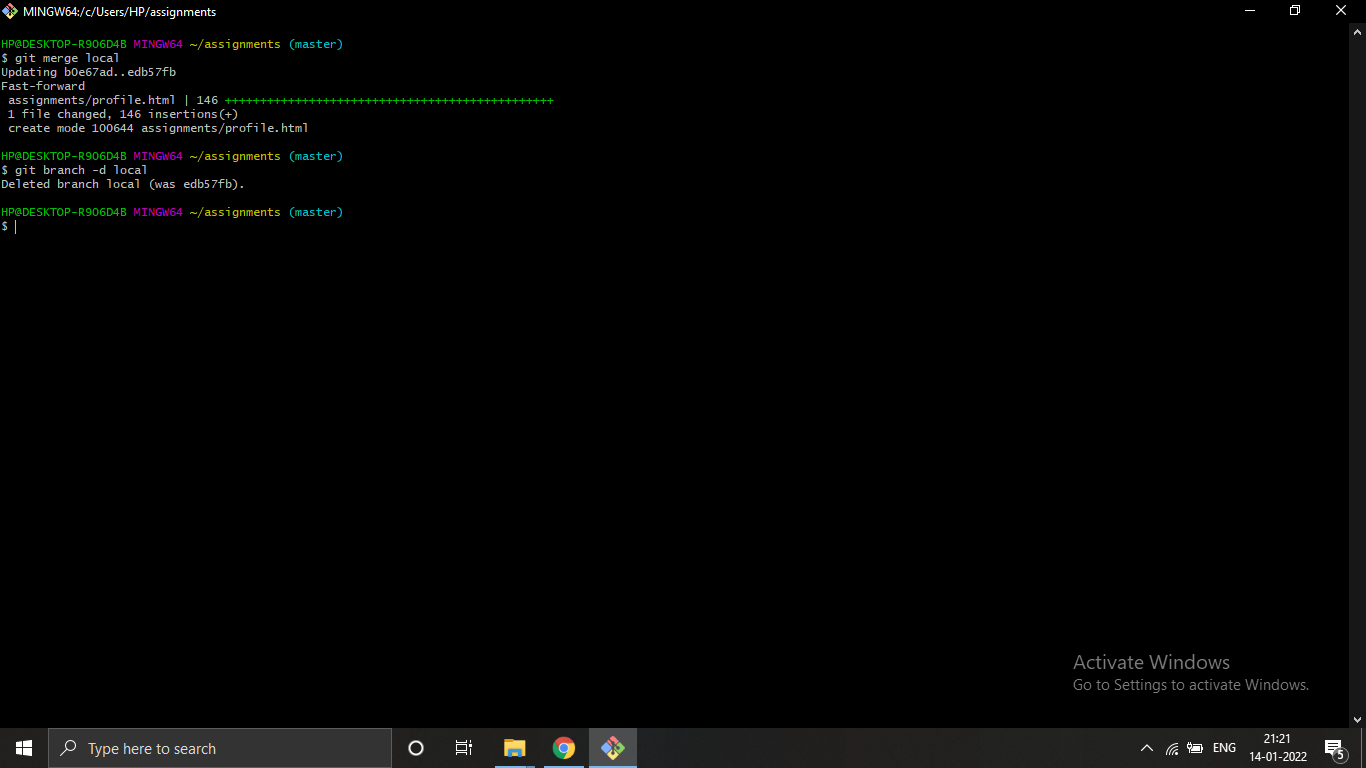 MINGW64:/c/Users/HP/assignments
HP@DESKTOP-R9O6D4B MINGW64 ~/assignments (master)
$ git merge local
Updating b0e67ad..edb57fb
Fast-forward
 assignments/profile.html | 146 +++++++++++++++++++++++++++++++++++++++++++++++
 1 file changed, 146 insertions(+)
 create mode 100644 assignments/profile.html
HP@DESKTOP-R9O6D4B MINGW64 ~/assignments (master)
$ git branch -d local
Deleted branch local (was edb57fb).
HP@DESKTOP-R9O6D4B MINGW64 ~/assignments (master)
$
Activate Windows
Go to Settings to activate Windows.
Type here to search
ENG
21:21
14-01-2022
5